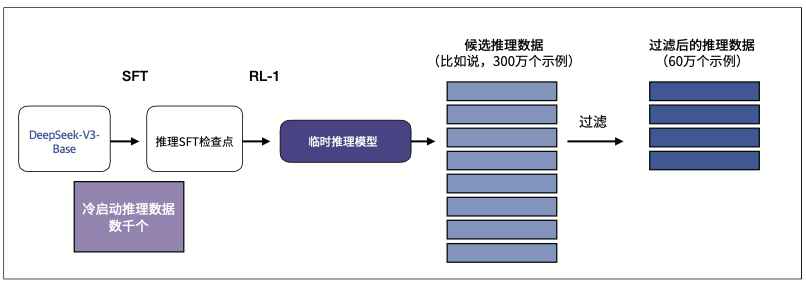 SFT
RL-1
DeepSeek-V3-
Base
推理SFT检查点
冷启动推理数据
数千个
临时推理模型
候选推理数据
（比如说，300万个示例）
过滤
过滤后的推理数据
（60万个示例）